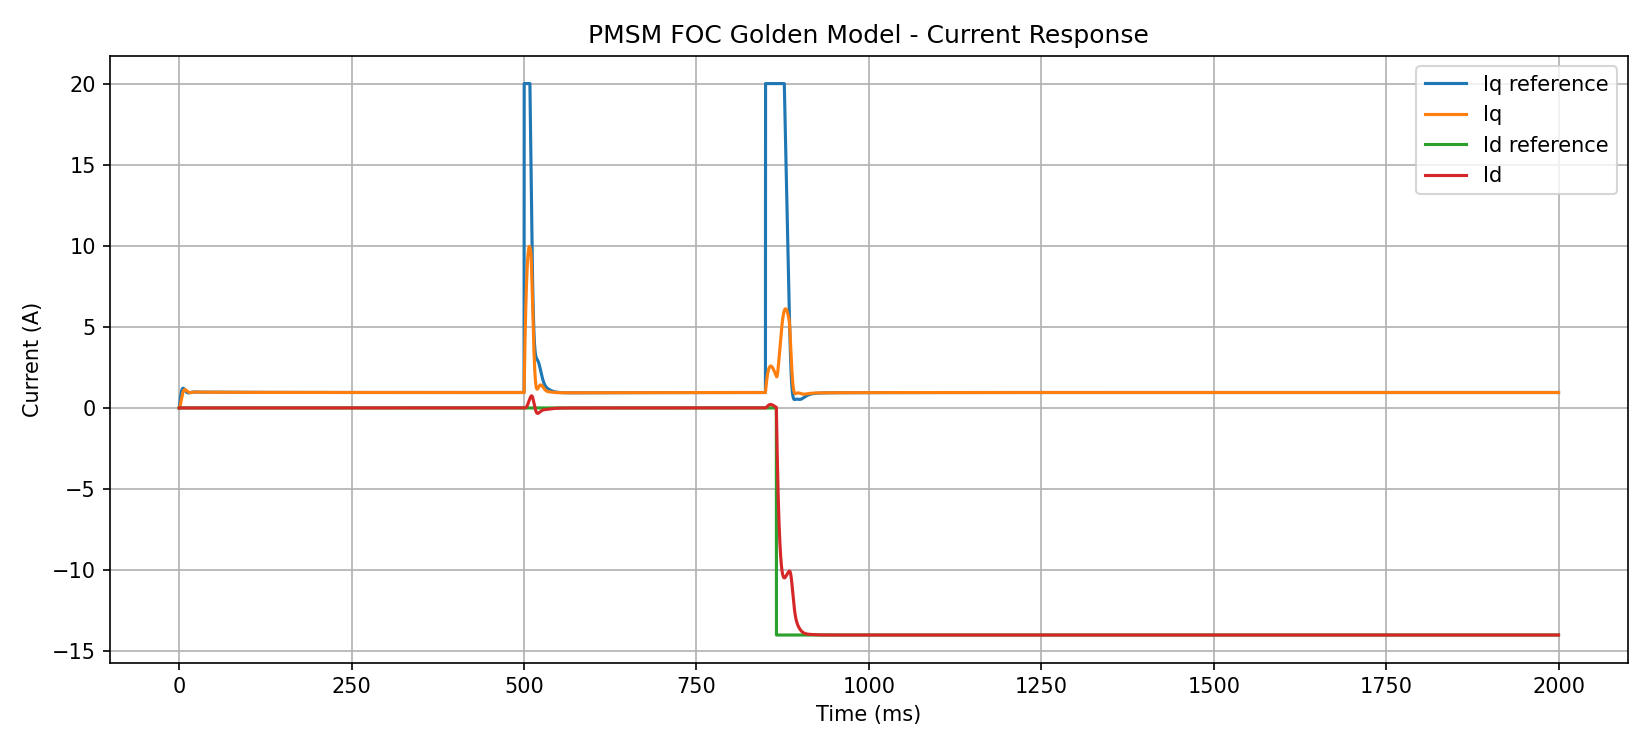 PMSM FOC Golden Model - Current Response
Iq reference
Iq
Id reference
Id
Current (A)
20
15
10
5
0
−5
−10
−15
0 250 500 750 1000 1250 1500 1750 2000
Time (ms)